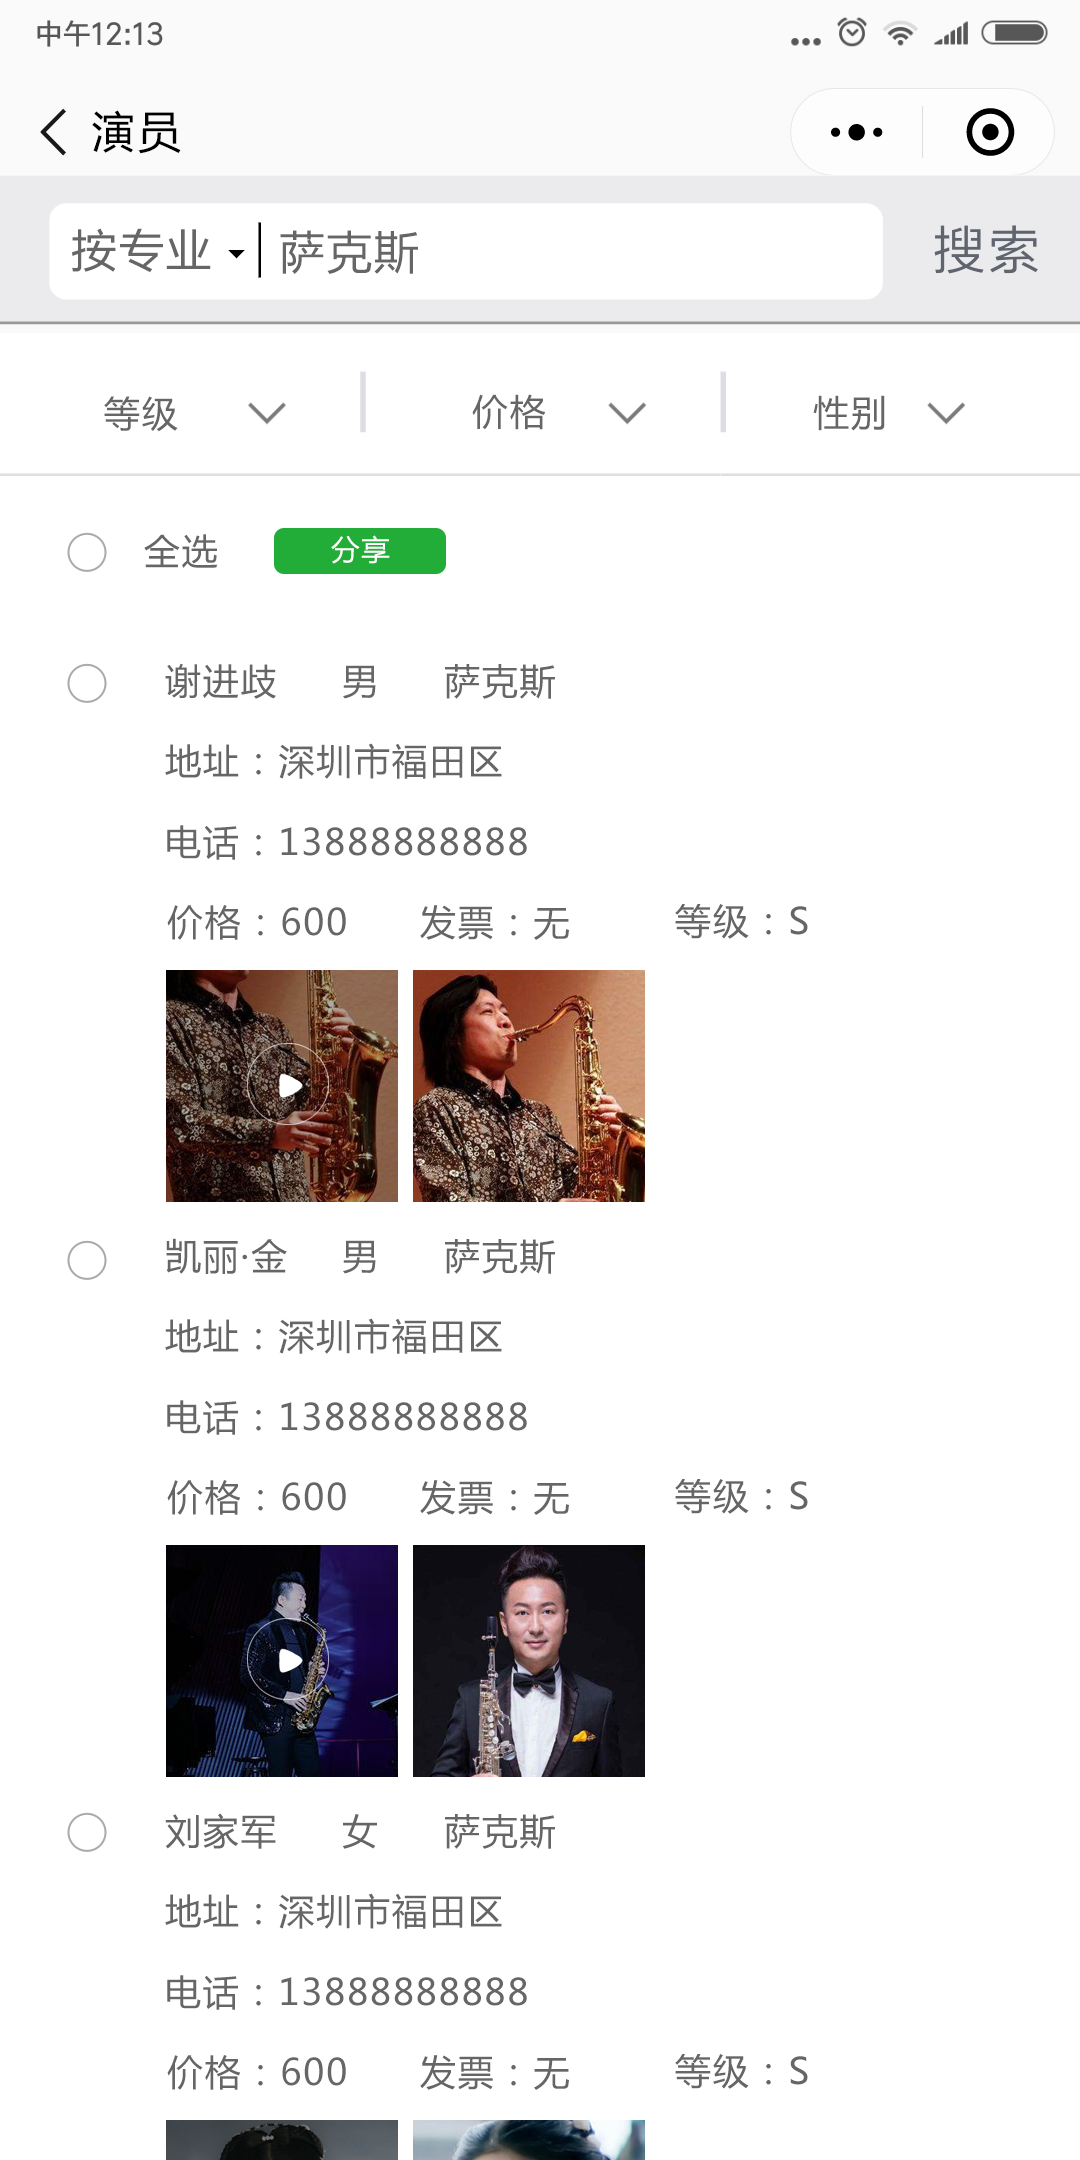 中午12:13
演员
按专业 萨克斯 搜索
等级 价格 性别
全选 分享
谢进歧 男 萨克斯
地址：深圳市福田区
电话：13888888888
价格：600 发票：无 等级：S
凯丽·金 男 萨克斯
地址：深圳市福田区
电话：13888888888
价格：600 发票：无 等级：S
刘家军 女 萨克斯
地址：深圳市福田区
电话：13888888888
价格：600 发票：无 等级：S